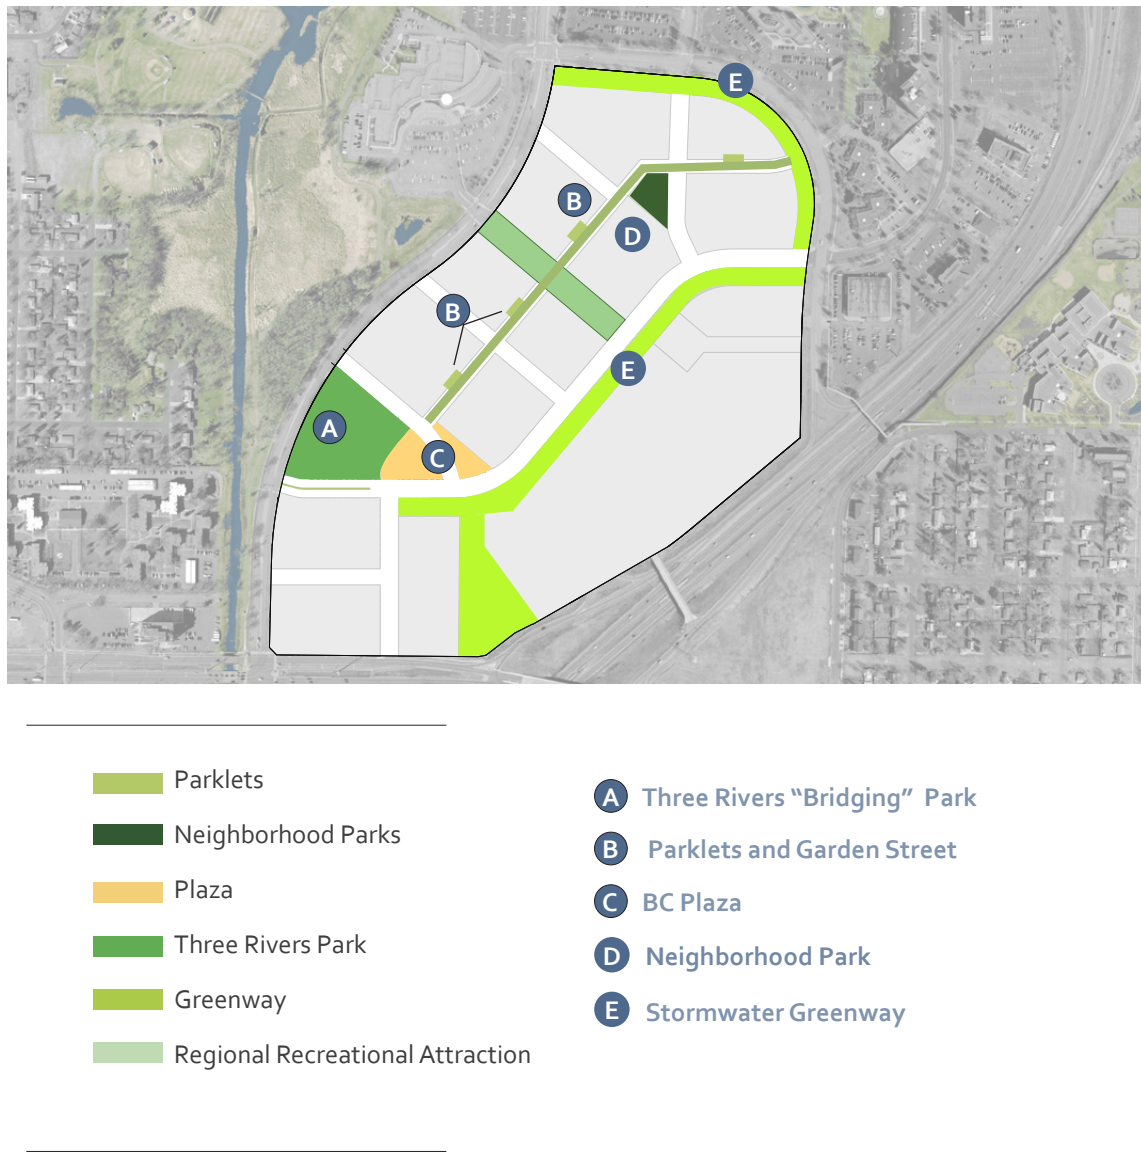 E
B
D
B
E
A
C
Parklets
Neighborhood Parks
Plaza
Three Rivers Park
Greenway
Regional Recreational Attraction
A Three Rivers “Bridging” Park
B Parklets and Garden Street
C BC Plaza
D Neighborhood Park
E Stormwater Greenway